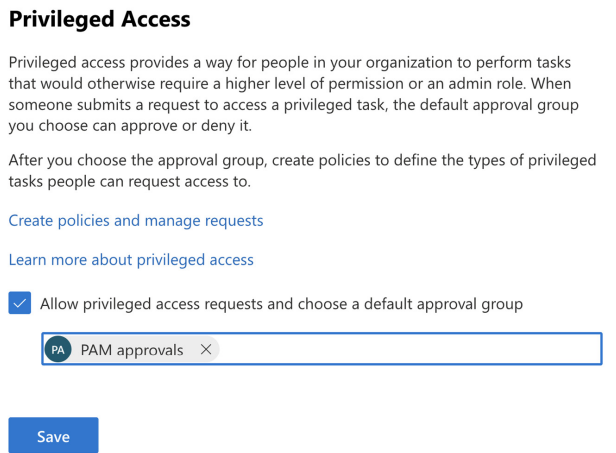 Privileged Access
Privileged access provides a way for people in your organization to perform tasks
that would otherwise require a higher level of permission or an admin role. When
someone submits a request to access a privileged task, the default approval group
you choose can approve or deny it.
After you choose the approval group, create policies to define the types of privileged
tasks people can request access to.
Create policies and manage requests
Learn more about privileged access
Allow privileged access requests and choose a default approval group
PA PAM approvals
Save